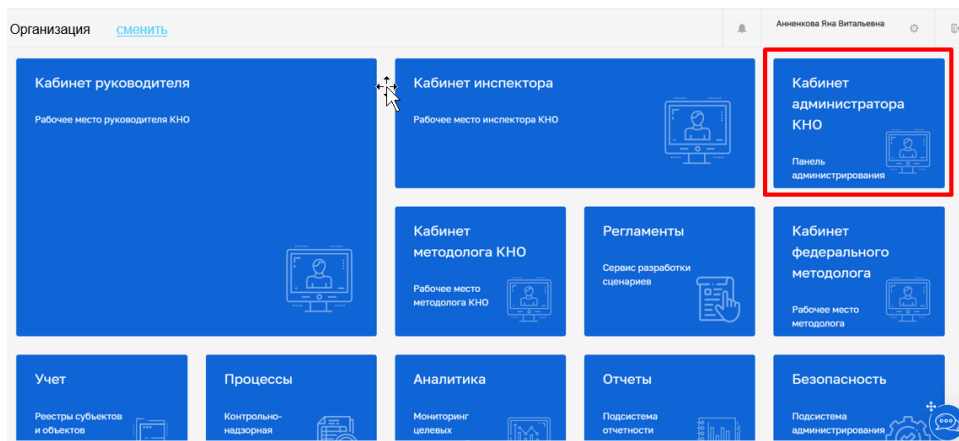 Организация сменить
Анненкова Яна Витальевна
Кабинет руководителя
Рабочее место руководителя КНО
Кабинет инспектора
Рабочее место инспектора КНО
Кабинет
администратора
КНО
Панель
администрирования
Кабинет
методолога КНО
Рабочее место
методолога КНО
Регламенты
Сервис разработки
сценариев
Кабинет
федерального
методолога
Рабочее место
методолога
Учет
Реестры субъектов
и объектов
Процессы
Контрольно-
надзорная
Аналитика
Мониторинг
целевых
Отчеты
Подсистема
отчетности
Безопасность
Подсистема
администрирования